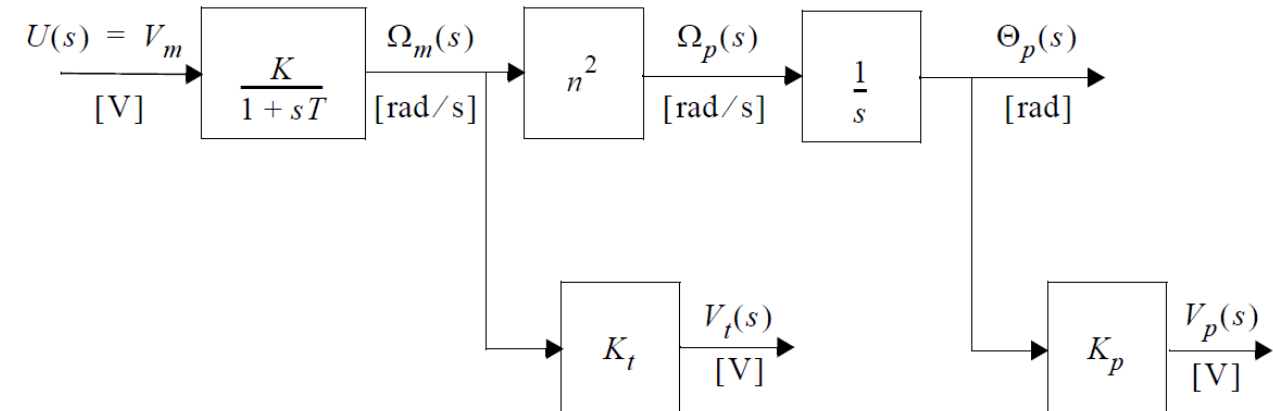 U(s) = V_m
[V]
K
1 + sT
Ω_m(s)
[rad/s]
n^2
Ω_p(s)
[rad/s]
1
s
Θ_p(s)
[rad]
K_t
V_t(s)
[V]
K_p
V_p(s)
[V]